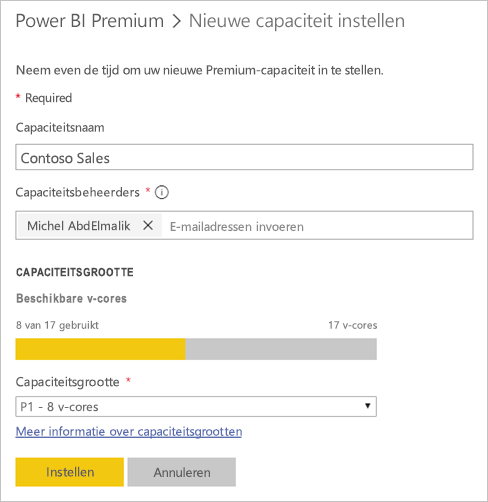 Power BI Premium > Nieuwe capaciteit instellen
Neem even de tijd om uw nieuwe Premium-capaciteit in te stellen.
* Required
Capaciteitsnaam
Contoso Sales
Capaciteitsbeheerders *
Michel AbdElmalik × E-mailadressen invoeren
CAPACITEITSGROOTTE
Beschikbare v-cores
8 van 17 gebruikt 17 v-cores
Capaciteitsgrootte *
P1 - 8 v-cores
Meer informatie over capaciteitsgrootten
Instellen Annuleren